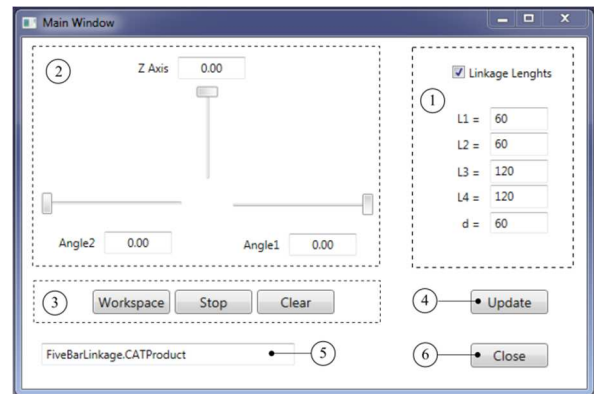 Main Window
2
Z Axis 0.00
Angle2 0.00
Angle1 0.00
1
Linkage Lenghts
L1 = 60
L2 = 60
L3 = 120
L4 = 120
d = 60
3
Workspace Stop Clear
4 Update
FiveBarLinkage.CATProduct 5
6 Close